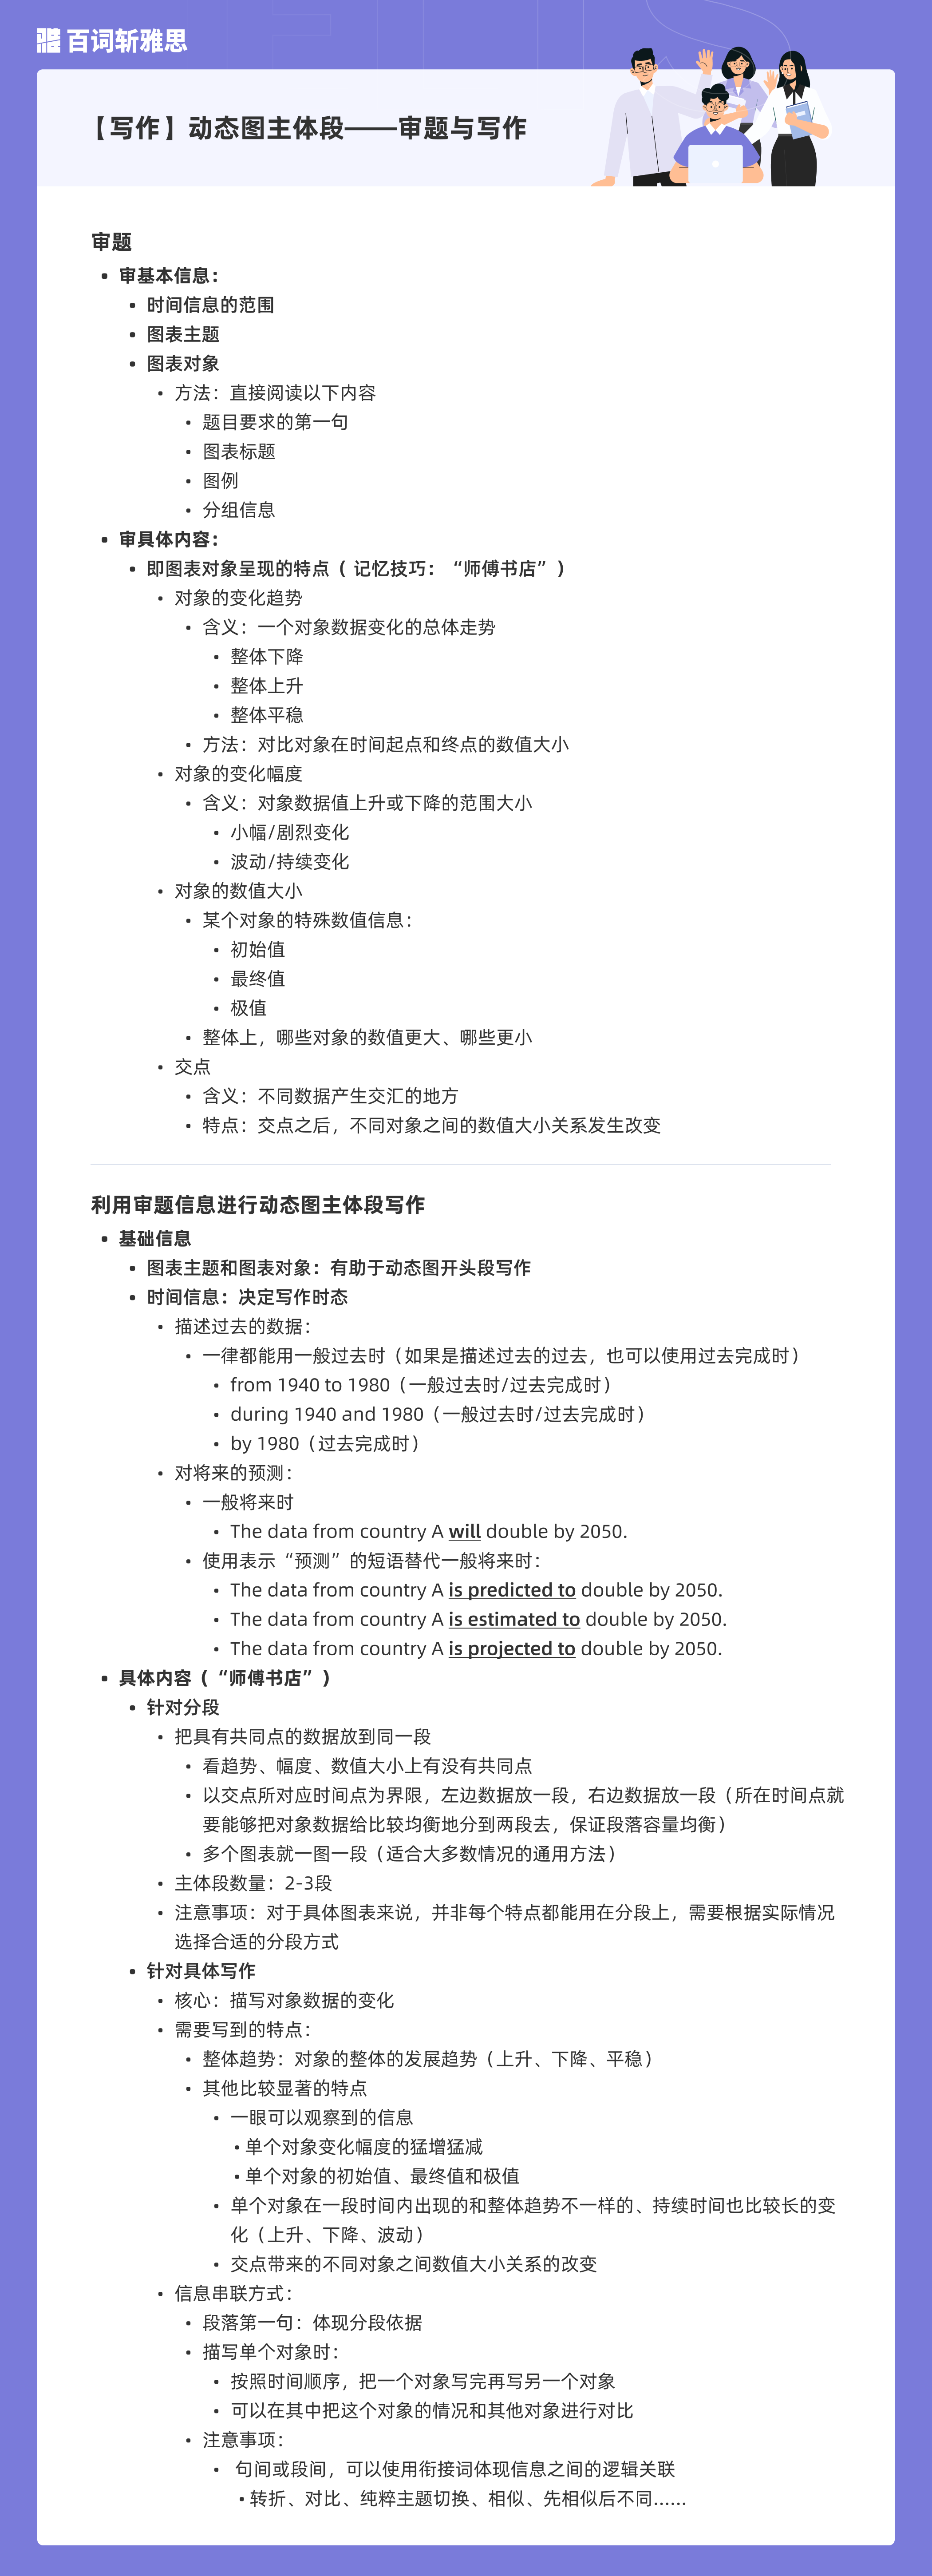 百词斩雅思
【写作】动态图主体段——审题与写作
审题
• 审基本信息：
• 时间信息的范围
• 图表主题
• 图表对象
• 方法：直接阅读以下内容
• 题目要求的第一句
• 图表标题
• 图例
• 分组信息
• 审具体内容：
• 即图表对象呈现的特点（ 记忆技巧：“师傅书店”）
• 对象的变化趋势
• 含义：一个对象数据变化的总体走势
• 整体下降
• 整体上升
• 整体平稳
• 方法：对比对象在时间起点和终点的数值大小
• 对象的变化幅度
• 含义：对象数据值上升或下降的范围大小
• 小幅/剧烈变化
• 波动/持续变化
• 对象的数值大小
• 某个对象的特殊数值信息：
• 初始值
• 最终值
• 极值
• 整体上，哪些对象的数值更大、哪些更小
• 交点
• 含义：不同数据产生交汇的地方
• 特点：交点之后，不同对象之间的数值大小关系发生改变
利用审题信息进行动态图主体段写作
• 基础信息
• 图表主题和图表对象：有助于动态图开头段写作
• 时间信息：决定写作时态
• 描述过去的数据：
• 一律都能用一般过去时（如果是描述过去的过去，也可以使用过去完成时）
• from 1940 to 1980（一般过去时/过去完成时）
• during 1940 and 1980（一般过去时/过去完成时）
• by 1980（过去完成时）
• 对将来的预测：
• 一般将来时
• The data from country A will double by 2050.
• 使用表示“预测”的短语替代一般将来时：
• The data from country A is predicted to double by 2050.
• The data from country A is estimated to double by 2050.
• The data from country A is projected to double by 2050.
• 具体内容（“师傅书店”）
• 针对分段
• 把具有共同点的数据放到同一段
• 看趋势、幅度、数值大小上有没有共同点
• 以交点所对应时间点为界限，左边数据放一段，右边数据放一段（所在时间点就
要能够把对象数据给比较均衡地分到两段去，保证段落容量均衡）
• 多个图表就一图一段（适合大多数情况的通用方法）
• 主体段数量：2-3段
• 注意事项：对于具体图表来说，并非每个特点都能用在分段上，需要根据实际情况
选择合适的分段方式
• 针对具体写作
• 核心：描写对象数据的变化
• 需要写到的特点：
• 整体趋势：对象的整体的发展趋势（上升、下降、平稳）
• 其他比较显著的特点
• 一眼可以观察到的信息
• 单个对象变化幅度的猛增猛减
• 单个对象的初始值、最终值和极值
• 单个对象在一段时间内出现的和整体趋势不一样的、持续时间也比较长的变
化（上升、下降、波动）
• 交点带来的不同对象之间数值大小关系的改变
• 信息串联方式：
• 段落第一句：体现分段依据
• 描写单个对象时：
• 按照时间顺序，把一个对象写完再写另一个对象
• 可以在其中把这个对象的情况和其他对象进行对比
• 注意事项：
• 句间或段间，可以使用衔接词体现信息之间的逻辑关联
• 转折、对比、纯粹主题切换、相似、先相似后不同……